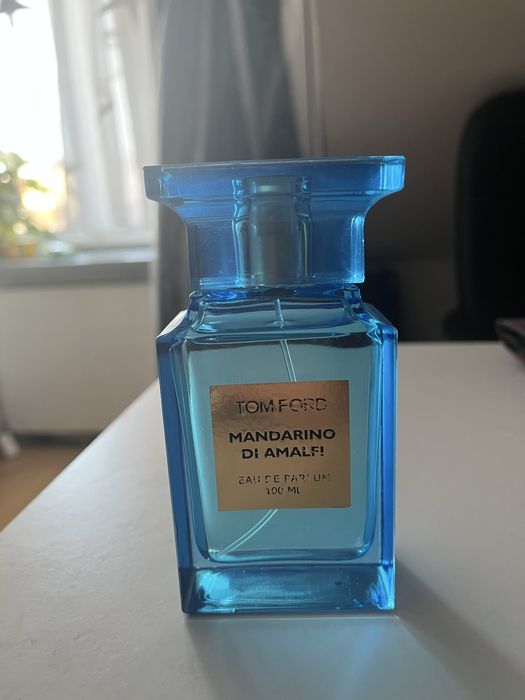 TOM FORD
MANDARINO
DI AMALFI
EAU DE PARFUM
100 ML